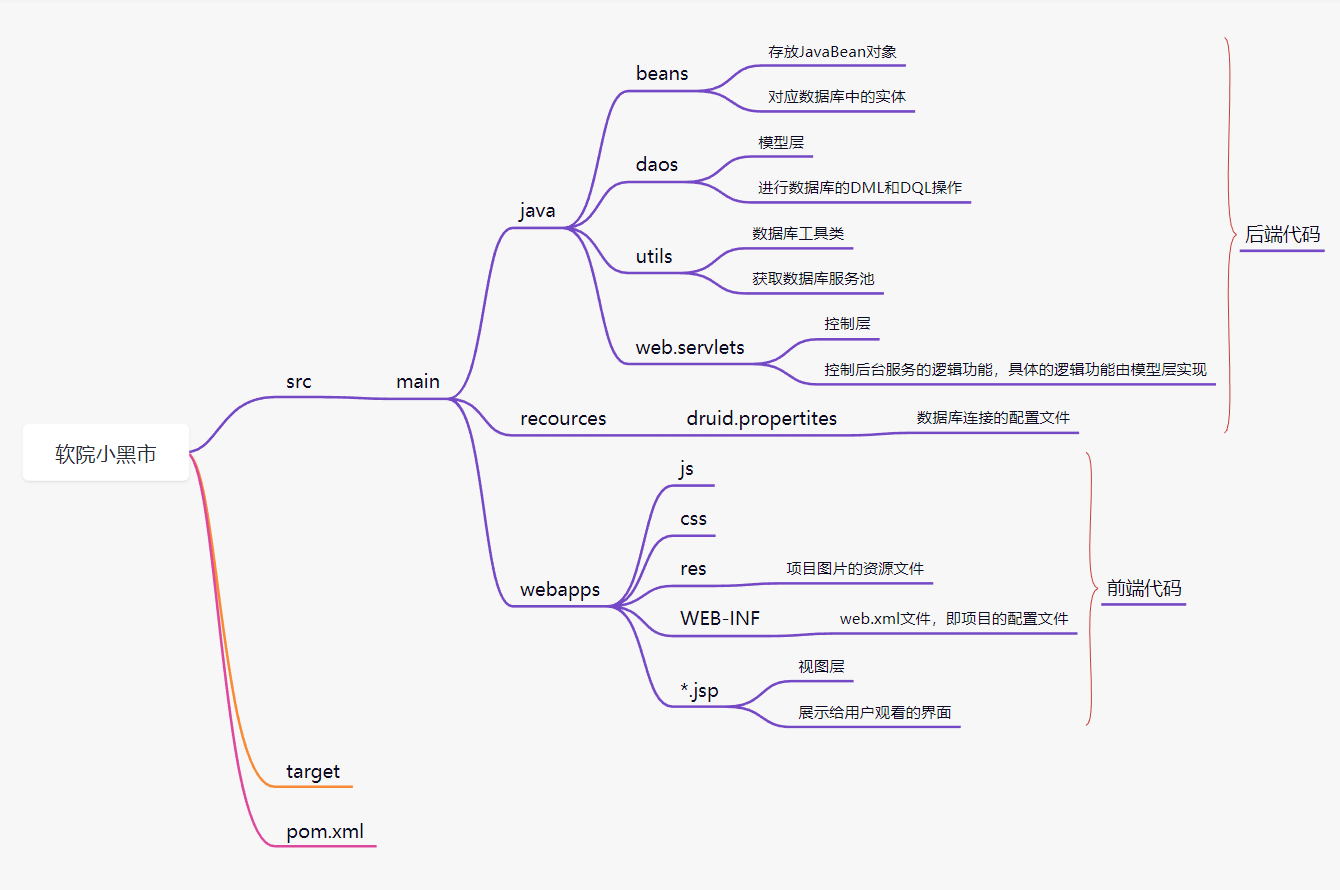 软院小黑市
src
main
java
beans
存放JavaBean对象
对应数据库中的实体
daos
模型层
进行数据库的DML和DQL操作
utils
数据库工具类
获取数据库服务池
web.servlets
控制层
控制后台服务的逻辑功能，具体的逻辑功能由模型层实现
recources
druid.propertites
数据库连接的配置文件
后端代码
webapps
js
css
res
项目图片的资源文件
WEB-INF
web.xml文件，即项目的配置文件
*.jsp
视图层
展示给用户观看的界面
前端代码
target
pom.xml